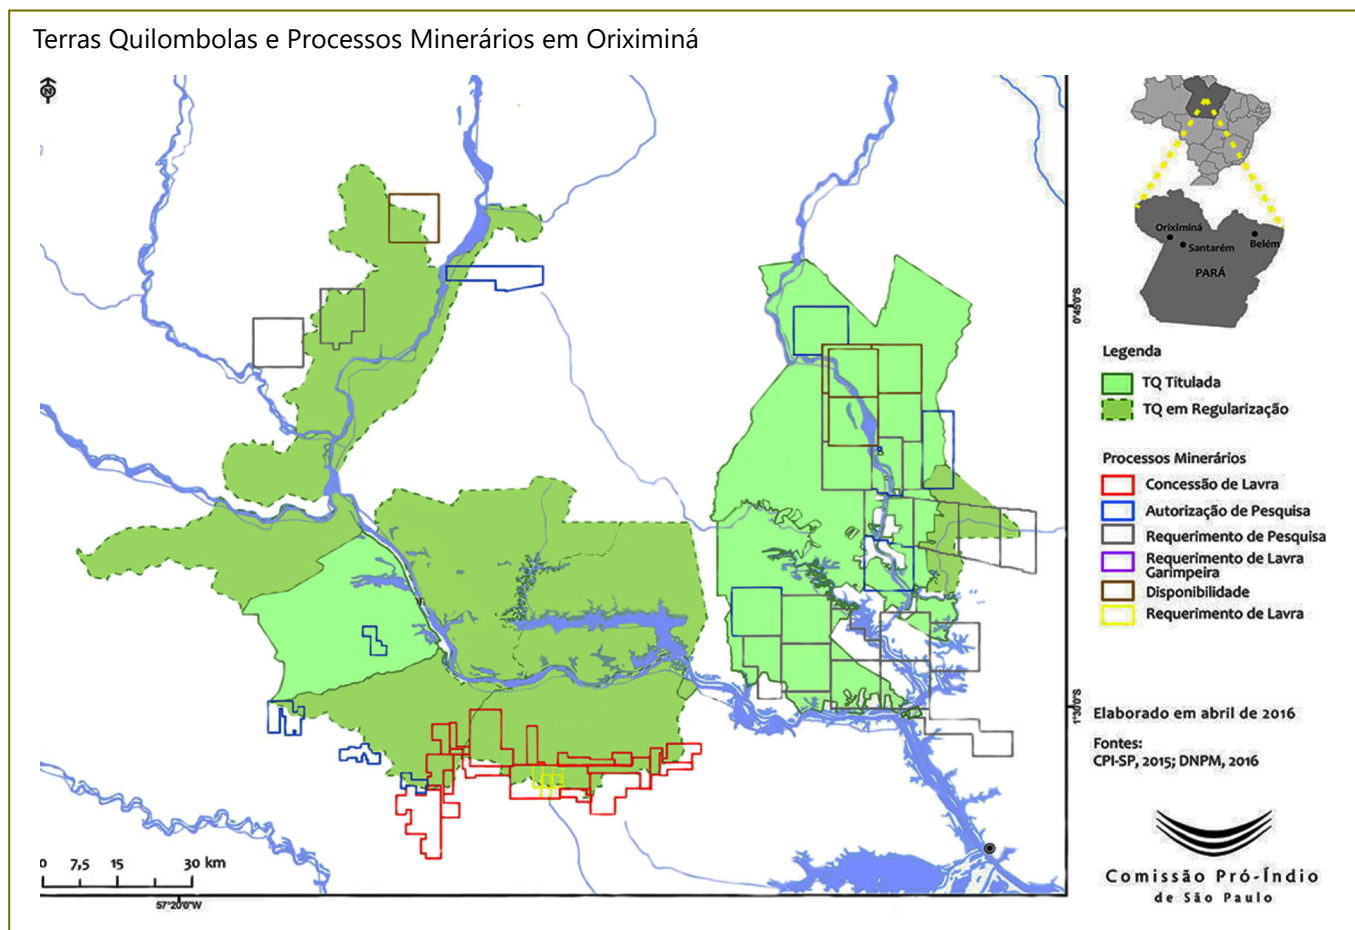 Terras Quilombolas e Processos Minerários em Oriximiná
N
Oriximiná
Santarém
Belém
PARÁ
0°45'0"S
Legenda
TQ Titulada
TQ em Regularização
Processos Minerários
Concessão de Lavra
Autorização de Pesquisa
Requerimento de Pesquisa
Requerimento de Lavra
Garimpeira
Disponibilidade
Requerimento de Lavra
1°30'0"S
Elaborado em abril de 2016
Fontes:
CPI-SP, 2015; DNPM, 2016
0 7,5 15 30 km
57°20'0"W
Comissão Pró-Índio
de São Paulo